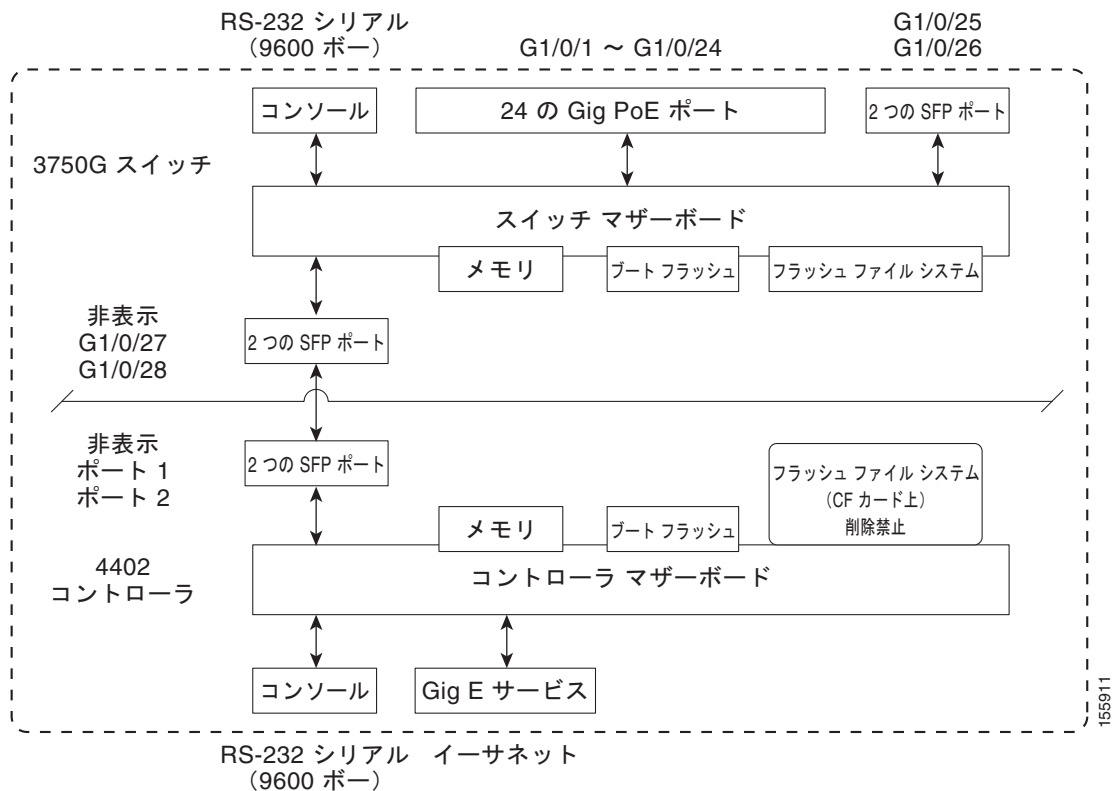 RS-232 シリアル
（9600 ボー）
G1/0/1 ～ G1/0/24
G1/0/25
G1/0/26
コンソール
24 の Gig PoE ポート
2 つの SFP ポート
3750G スイッチ
スイッチ マザーボード
メモリ
ブート フラッシュ
フラッシュ ファイル システム
非表示
G1/0/27
G1/0/28
2 つの SFP ポート
非表示
ポート 1
ポート 2
2 つの SFP ポート
フラッシュ ファイル システム
（CF カード上）
削除禁止
メモリ
ブート フラッシュ
4402
コントローラ
コントローラ マザーボード
コンソール
Gig E サービス
155911
RS-232 シリアル
（9600 ボー）
イーサネット